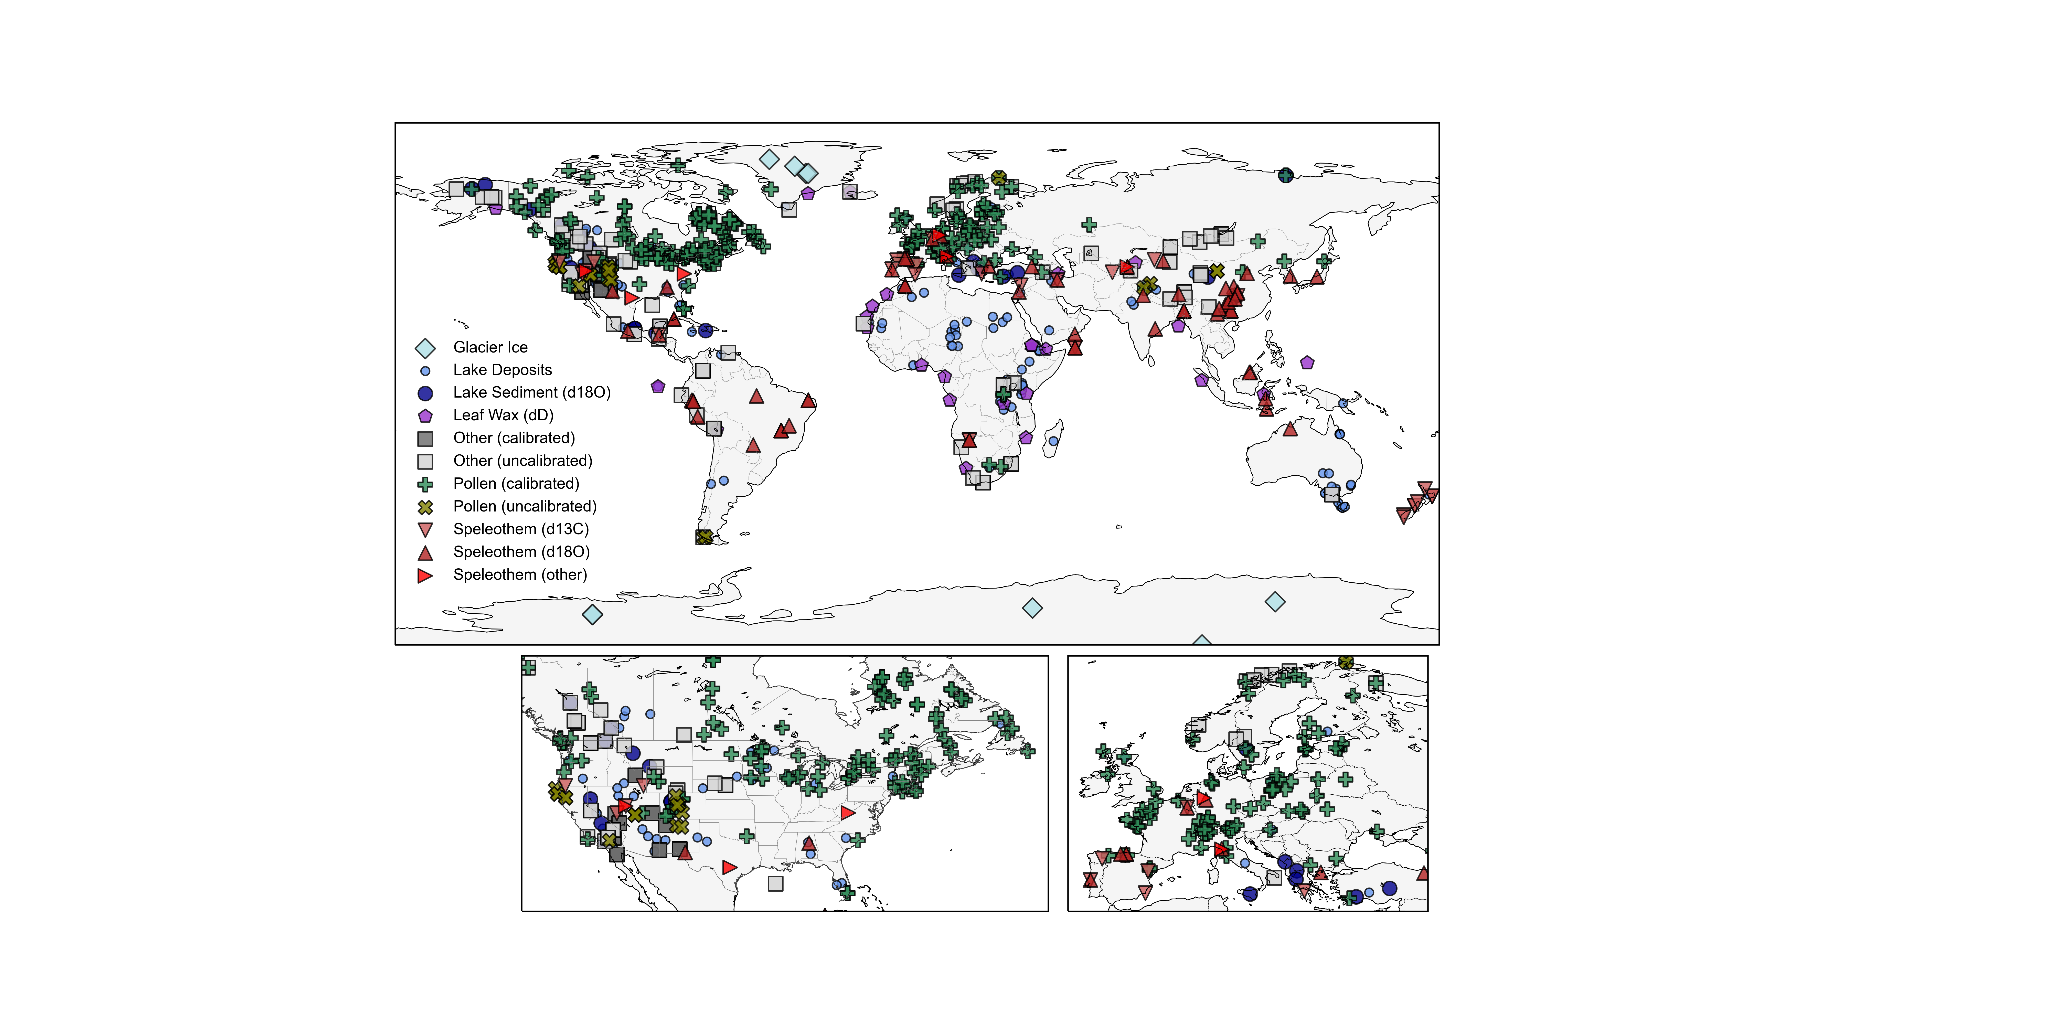 Glacier Ice
Lake Deposits
Lake Sediment (d18O)
Leaf Wax (dD)
Other (calibrated)
Other (uncalibrated)
Pollen (calibrated)
Pollen (uncalibrated)
Speleothem (d13C)
Speleothem (d18O)
Speleothem (other)